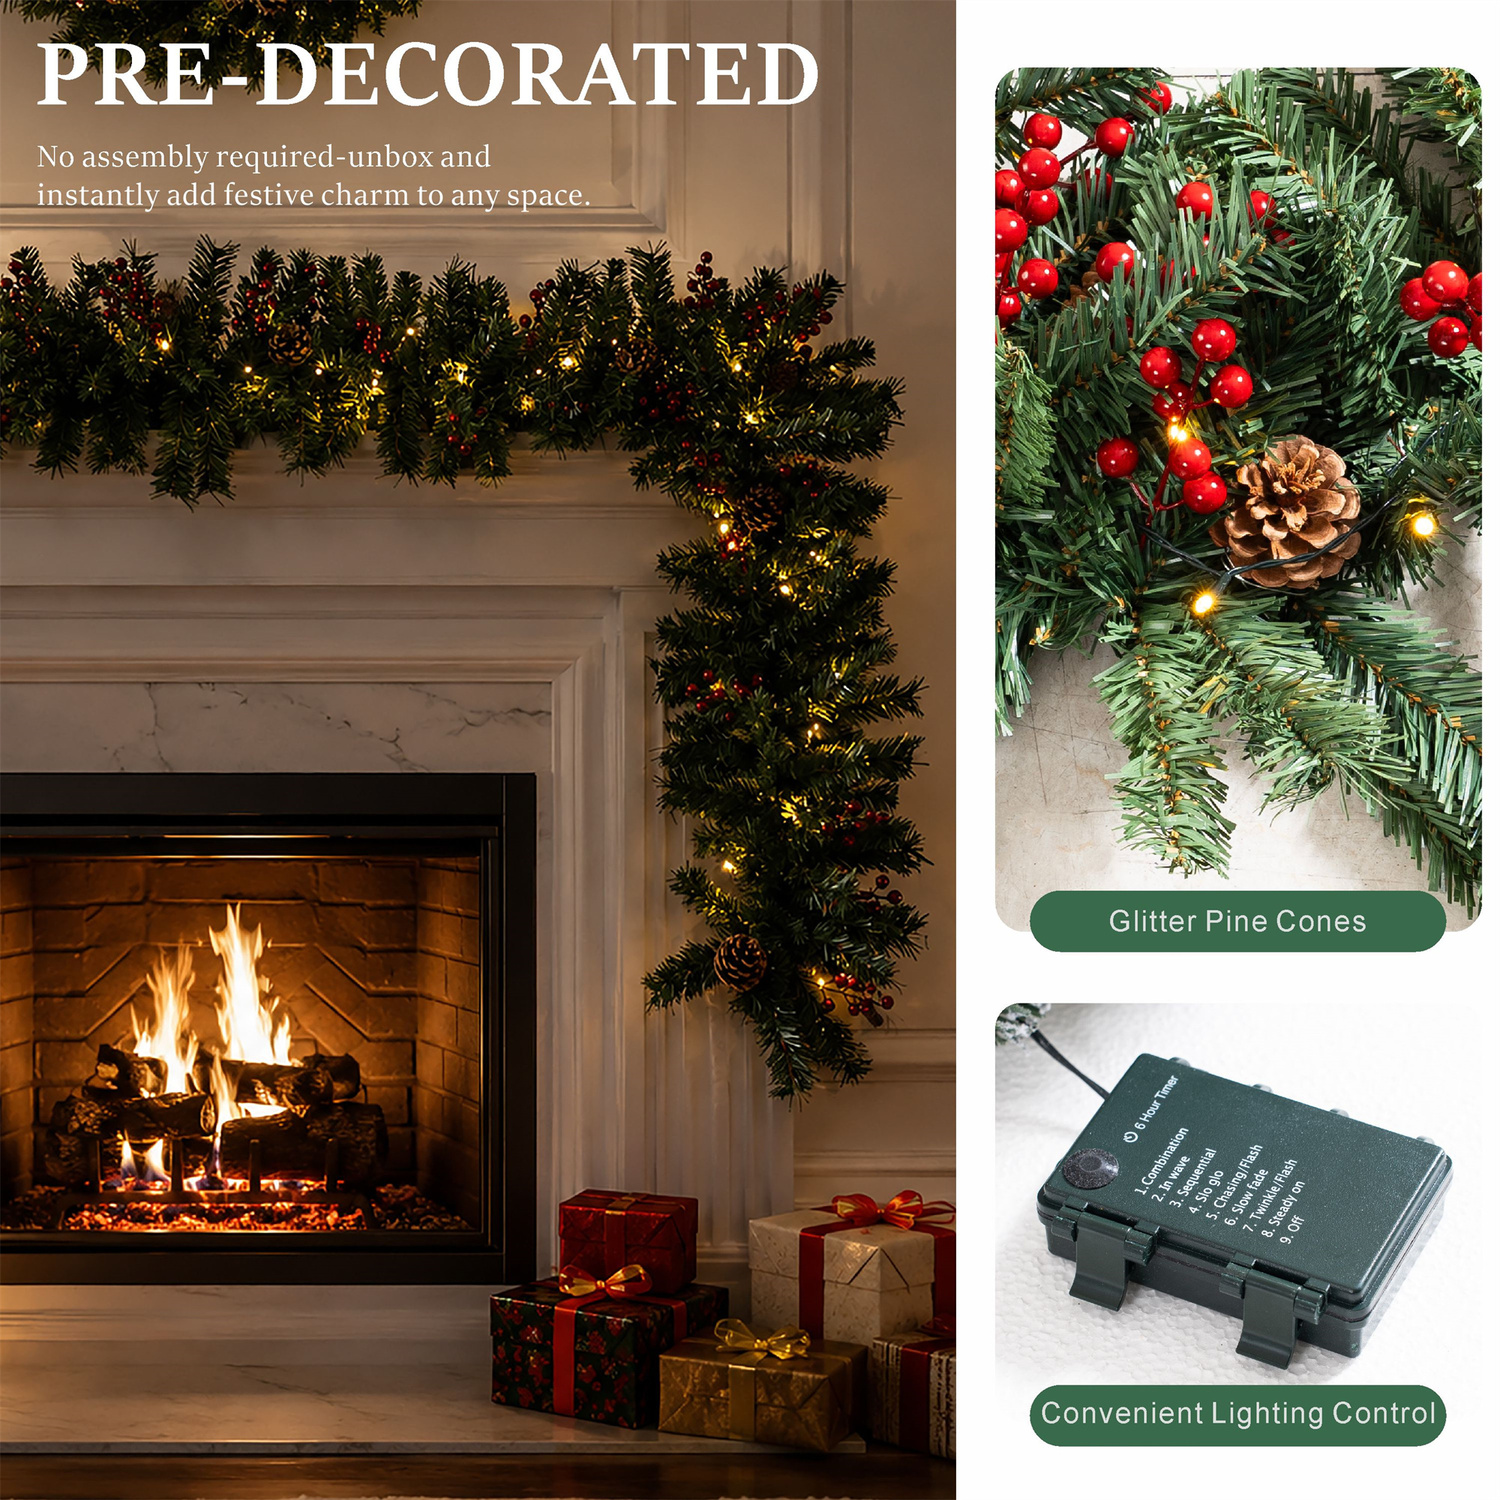 PRE-DECORATED
No assembly required-unbox and
instantly add festive charm to any space.
Glitter Pine Cones
6 Hour Timer
1. Combination
2. In wave
3. Sequential
4. Slo glo
5. Chasing/Flash
6. Slow fade
7. Twinkle/Flash
8. Steady on
9. Off
Convenient Lighting Control